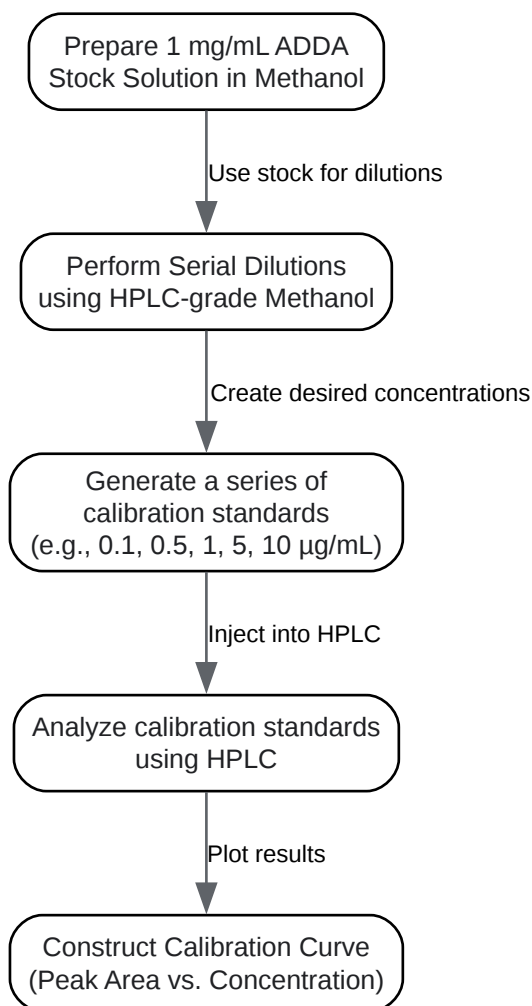 Prepare 1 mg/mL ADDA
Stock Solution in Methanol
Use stock for dilutions
Perform Serial Dilutions
using HPLC-grade Methanol
Create desired concentrations
Generate a series of
calibration standards
(e.g., 0.1, 0.5, 1, 5, 10 µg/mL)
Inject into HPLC
Analyze calibration standards
using HPLC
Plot results
Construct Calibration Curve
(Peak Area vs. Concentration)